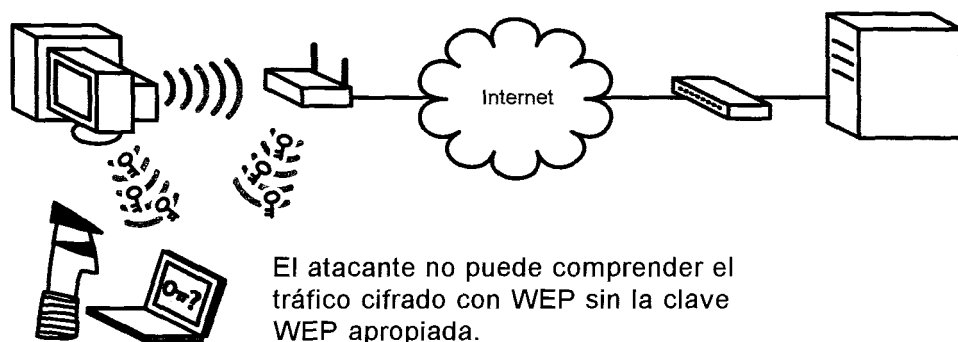 Internet
?
El atacante no puede comprender el
tráfico cifrado con WEP sin la clave
WEP apropiada.